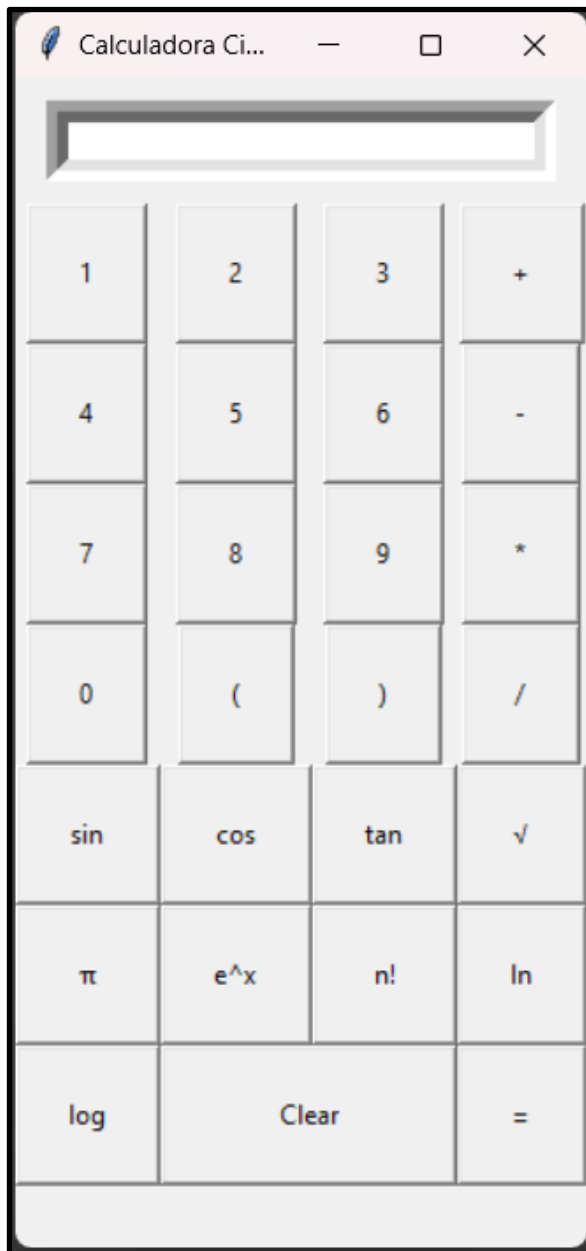 Calculadora Ci...
1 2 3 +
4 5 6 -
7 8 9 *
0 ( ) /
sin cos tan √
π e^x n! ln
log Clear =